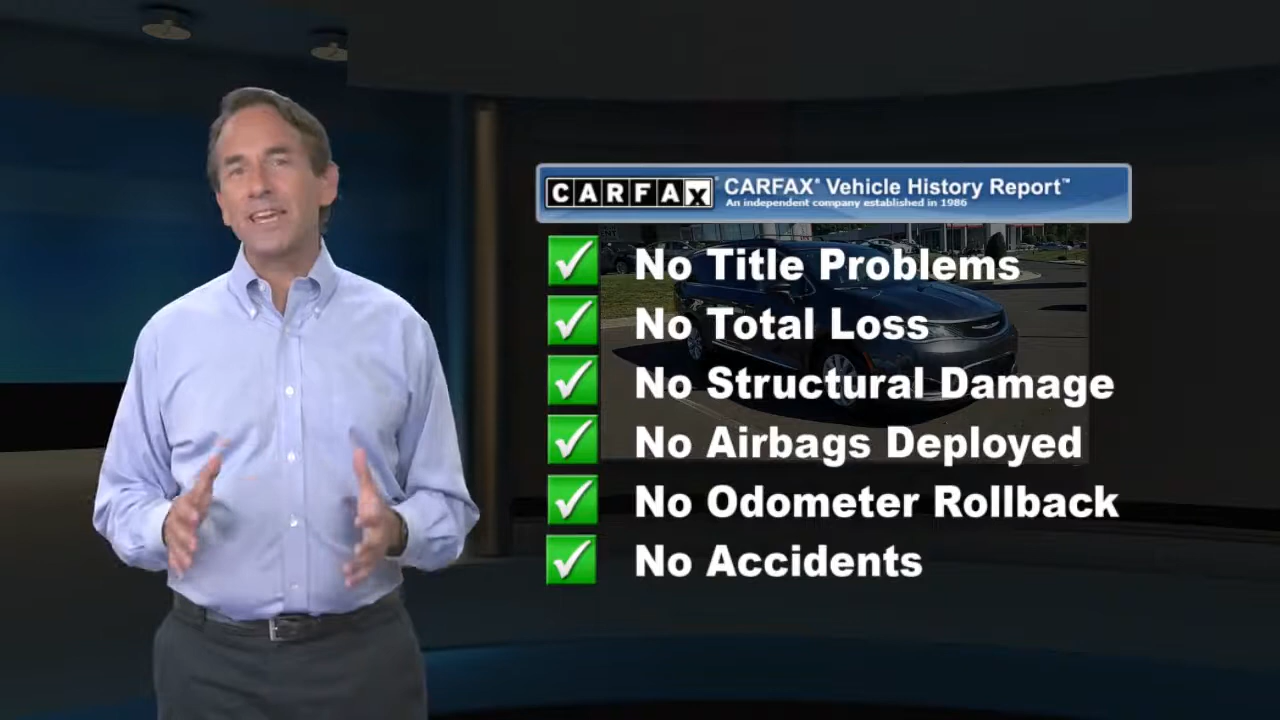 CARFAX® CARFAX® Vehicle History Report™
An independent company established in 1986
No Title Problems
No Total Loss
No Structural Damage
No Airbags Deployed
No Odometer Rollback
No Accidents